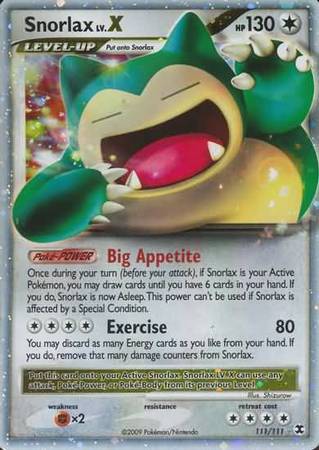 Snorlax LV.X HP 130
LEVEL-UP Put onto Snorlax
Poké-POWER Big Appetite
Once during your turn (before your attack), if Snorlax is your Active
Pokémon, you may draw cards until you have 6 cards in your hand. If
you do, Snorlax is now Asleep. This power can't be used if Snorlax is
affected by a Special Condition.
Exercise 80
You may discard as many Energy cards as you like from your hand. If
you do, remove that many damage counters from Snorlax.
Put this card onto your Active Snorlax. Snorlax LV.X can use any
attack, Poké-Power, or Poké-Body from its previous Level.
Illus. Shizurow
weakness resistance retreat cost
×2
©2009 Pokémon/Nintendo 111/111